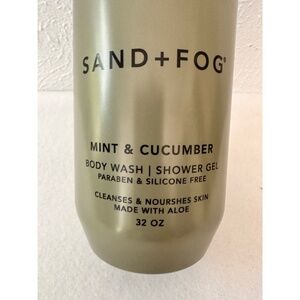 SAND+FOG®
MINT & CUCUMBER
BODY WASH | SHOWER GEL
PARABEN & SILICONE FREE
CLEANSES & NOURSHES SKIN
MADE WITH ALOE
32 OZ